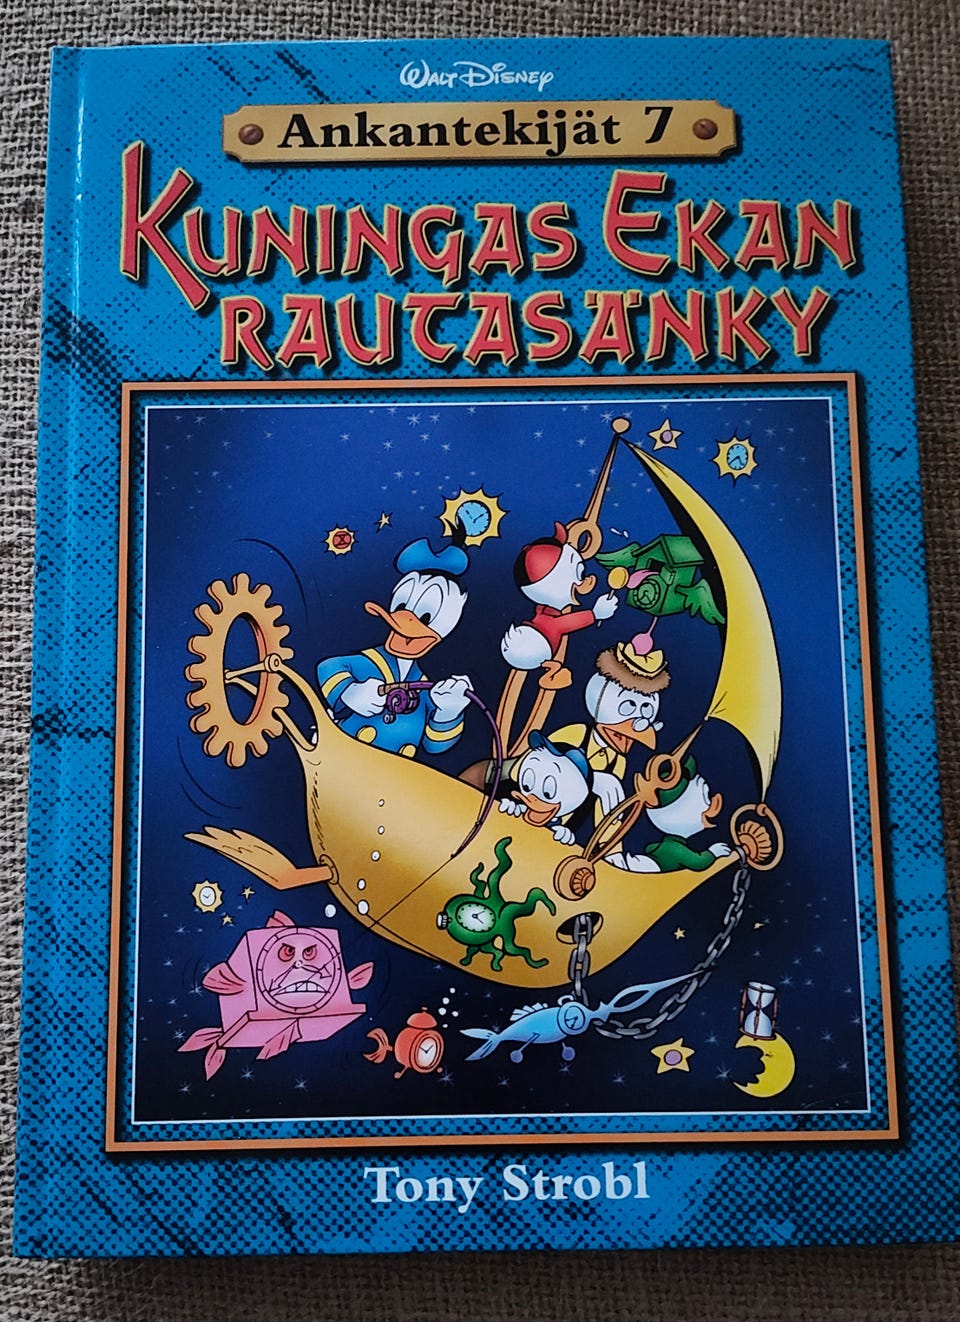 Walt Disney
Ankantekijät 7
KUNINGAS EKAN
RAUTASÄNKY
Tony Strobl